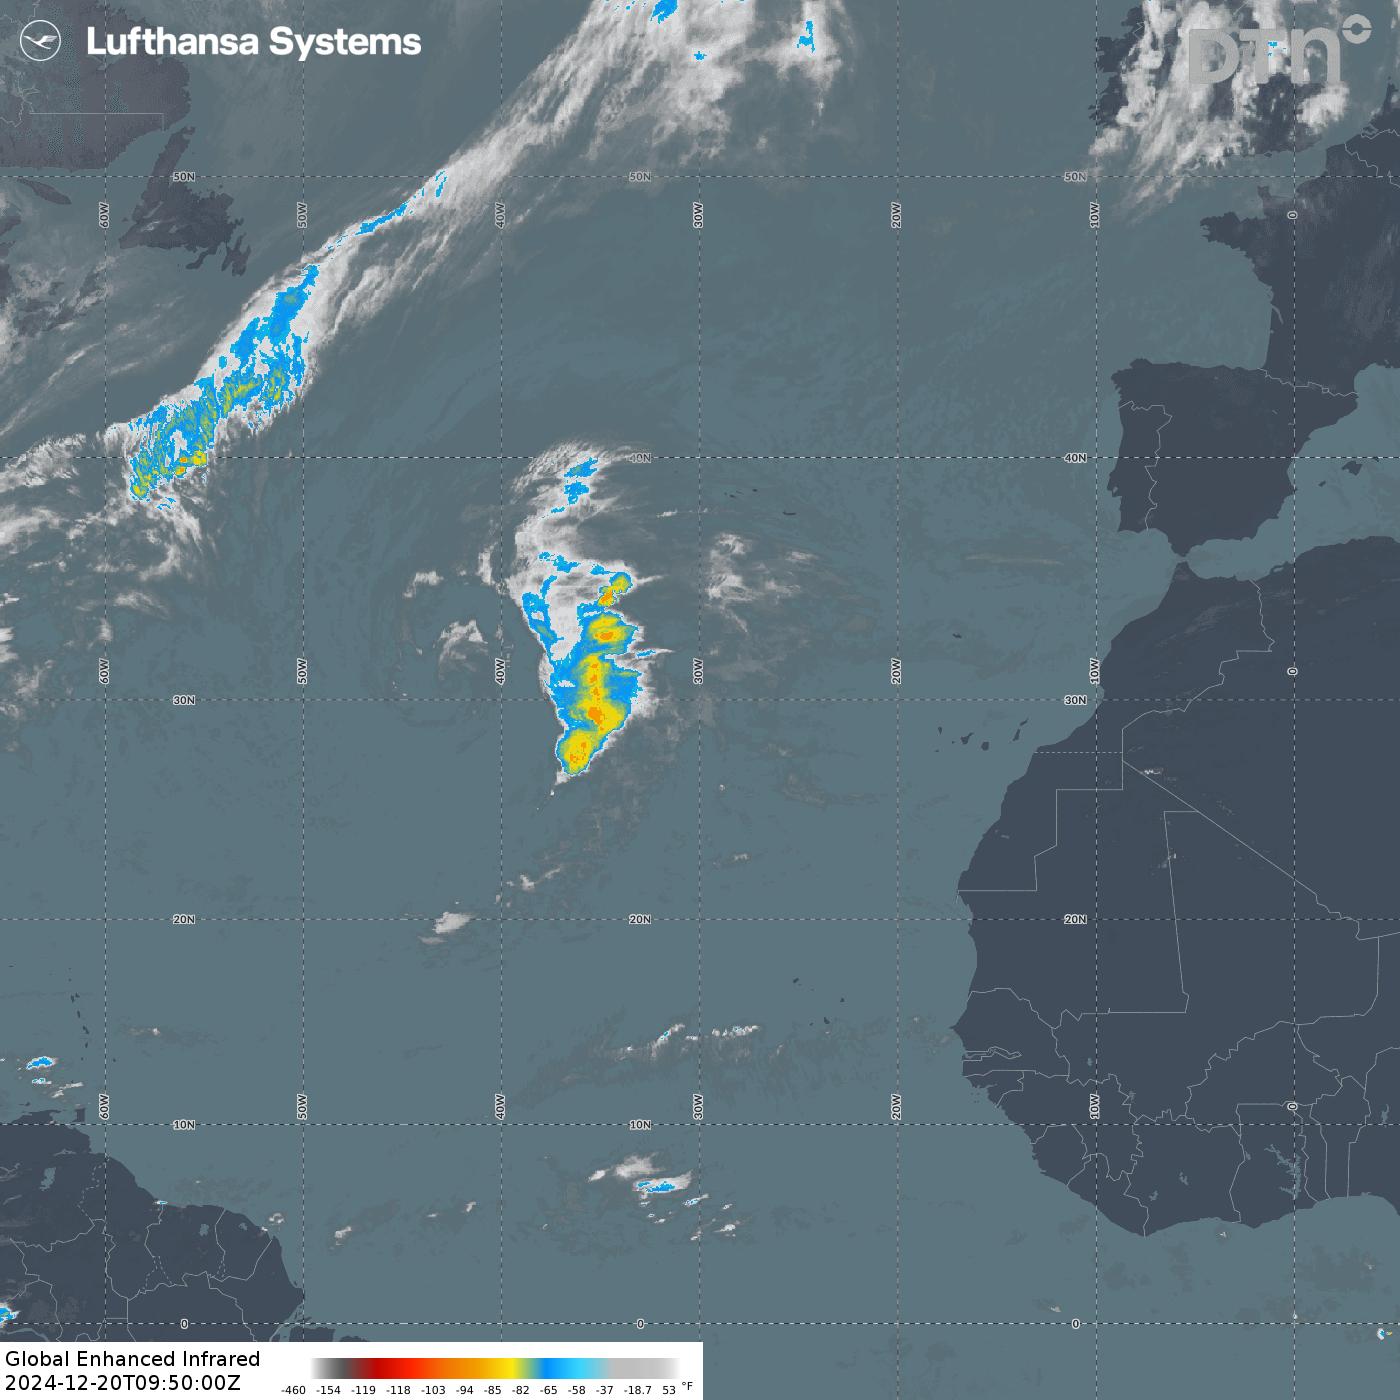 Lufthansa Systems
DTN
50N 50N 50N
60W 50W 40W 30W 20W 10W 0
40N 40N
60W 50W 40W 30W 20W 10W 0
30N 30N 30N
20N 20N 20N
60W 50W 40W 30W 20W 10W 0
10N 10N 10N
0 0 0
Global Enhanced Infrared
2024-12-20T09:50:00Z
-460 -154 -119 -118 -103 -94 -85 -82 -65 -58 -37 -18.7 53 °F